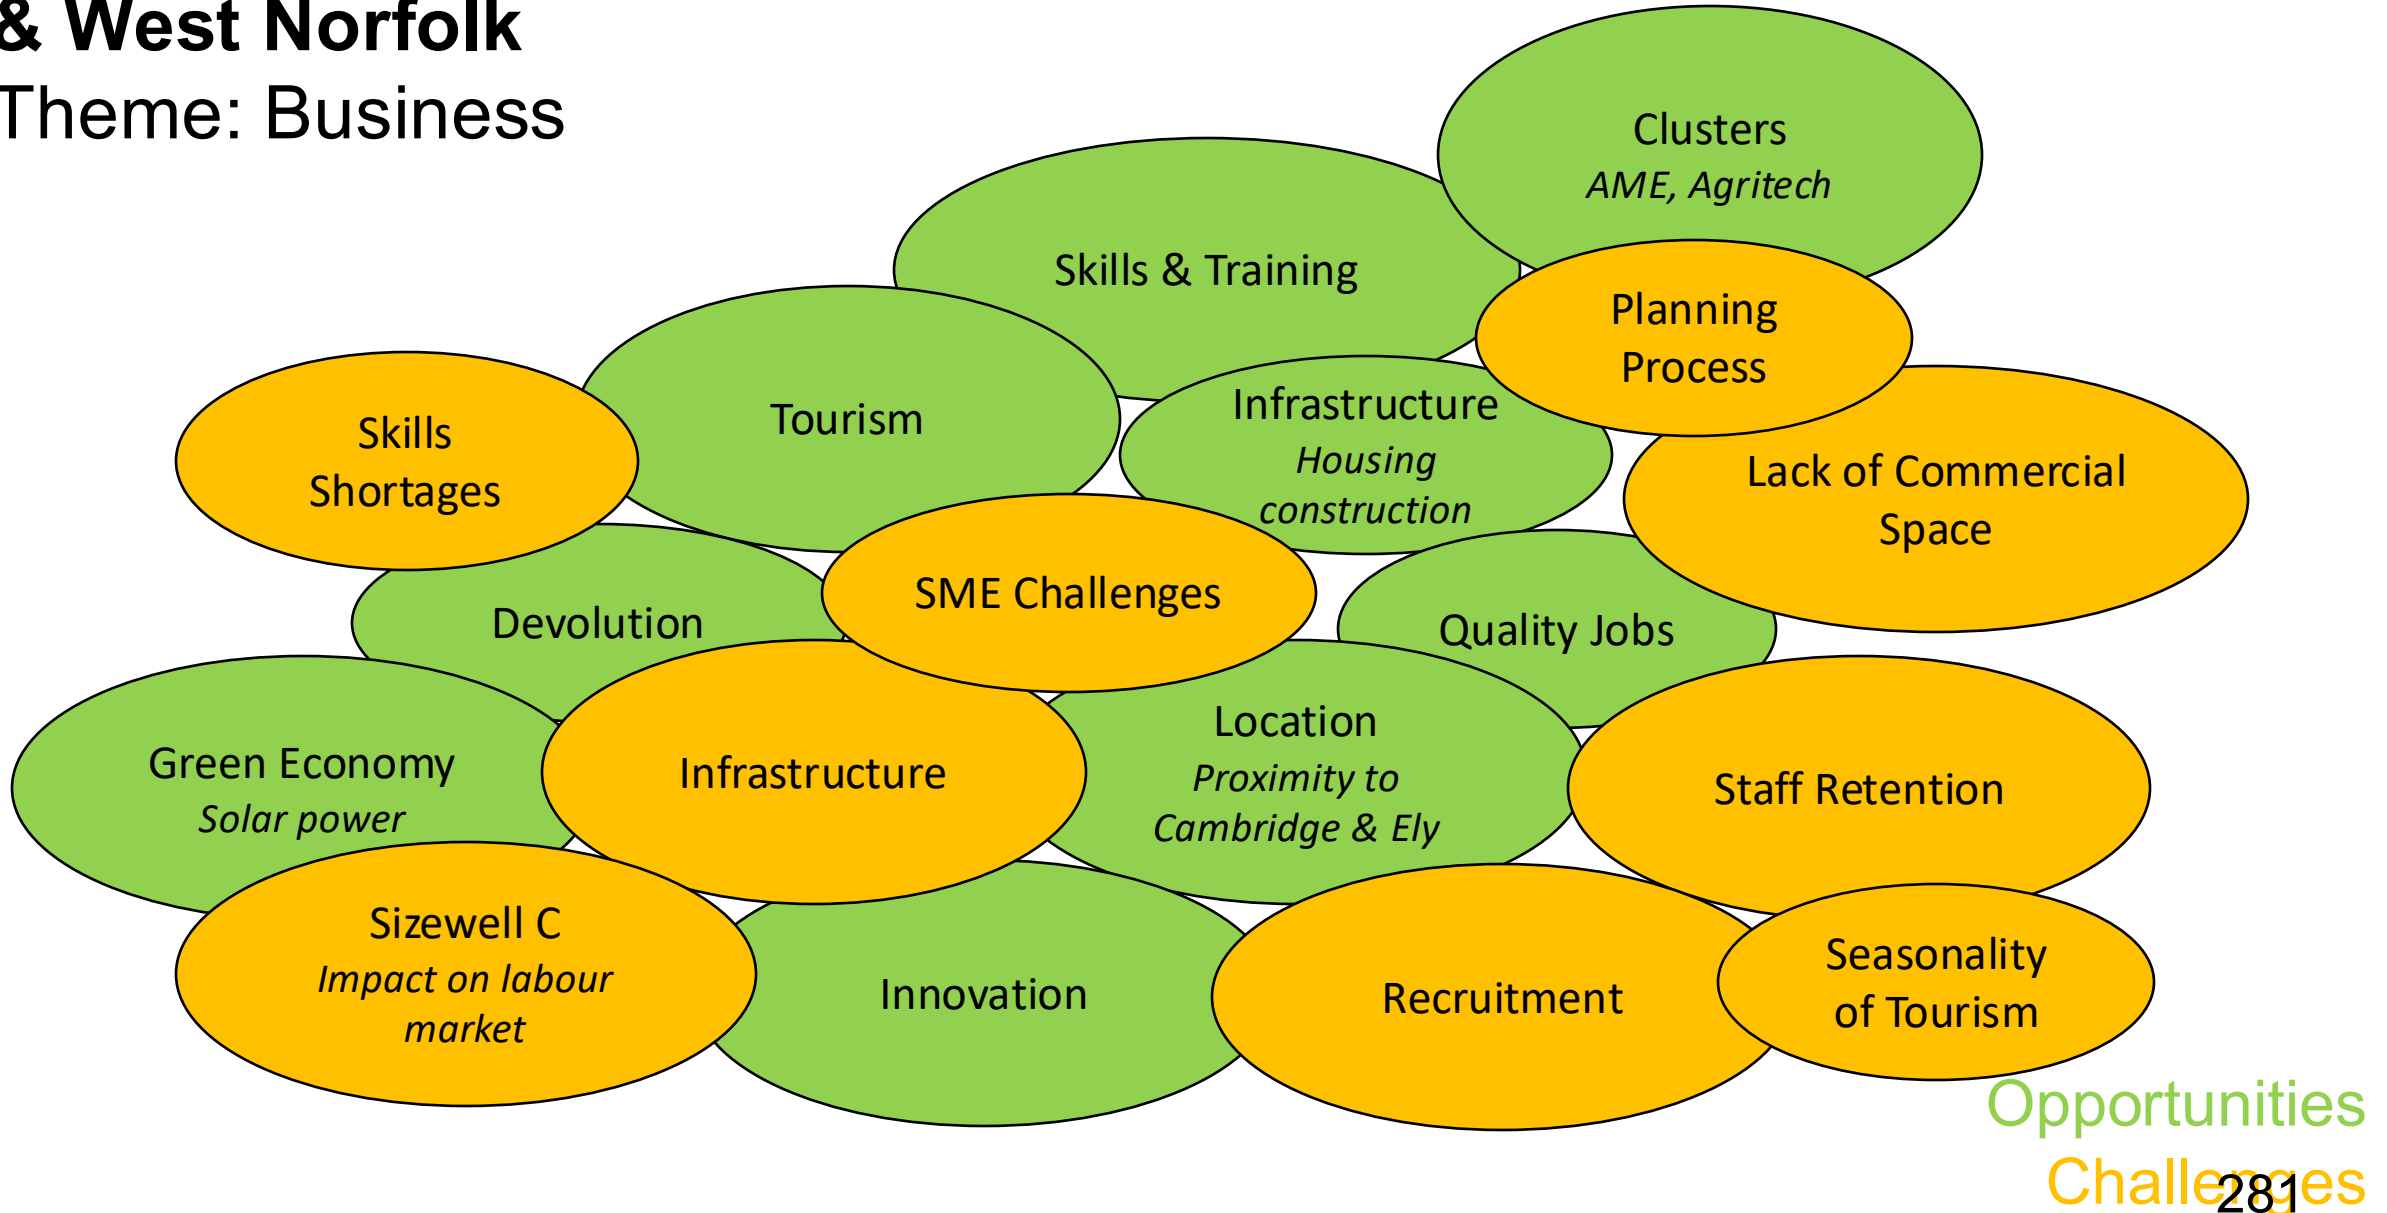 & West Norfolk
Theme: Business
Clusters
AME, Agritech
Skills & Training
Planning
Process
Tourism
Infrastructure
Housing
construction
Skills
Shortages
Lack of Commercial
Space
SME Challenges
Devolution
Quality Jobs
Location
Proximity to
Cambridge & Ely
Green Economy
Solar power
Infrastructure
Staff Retention
Sizewell C
Impact on labour
market
Innovation
Recruitment
Seasonality
of Tourism
Opportunities
Challenges
281